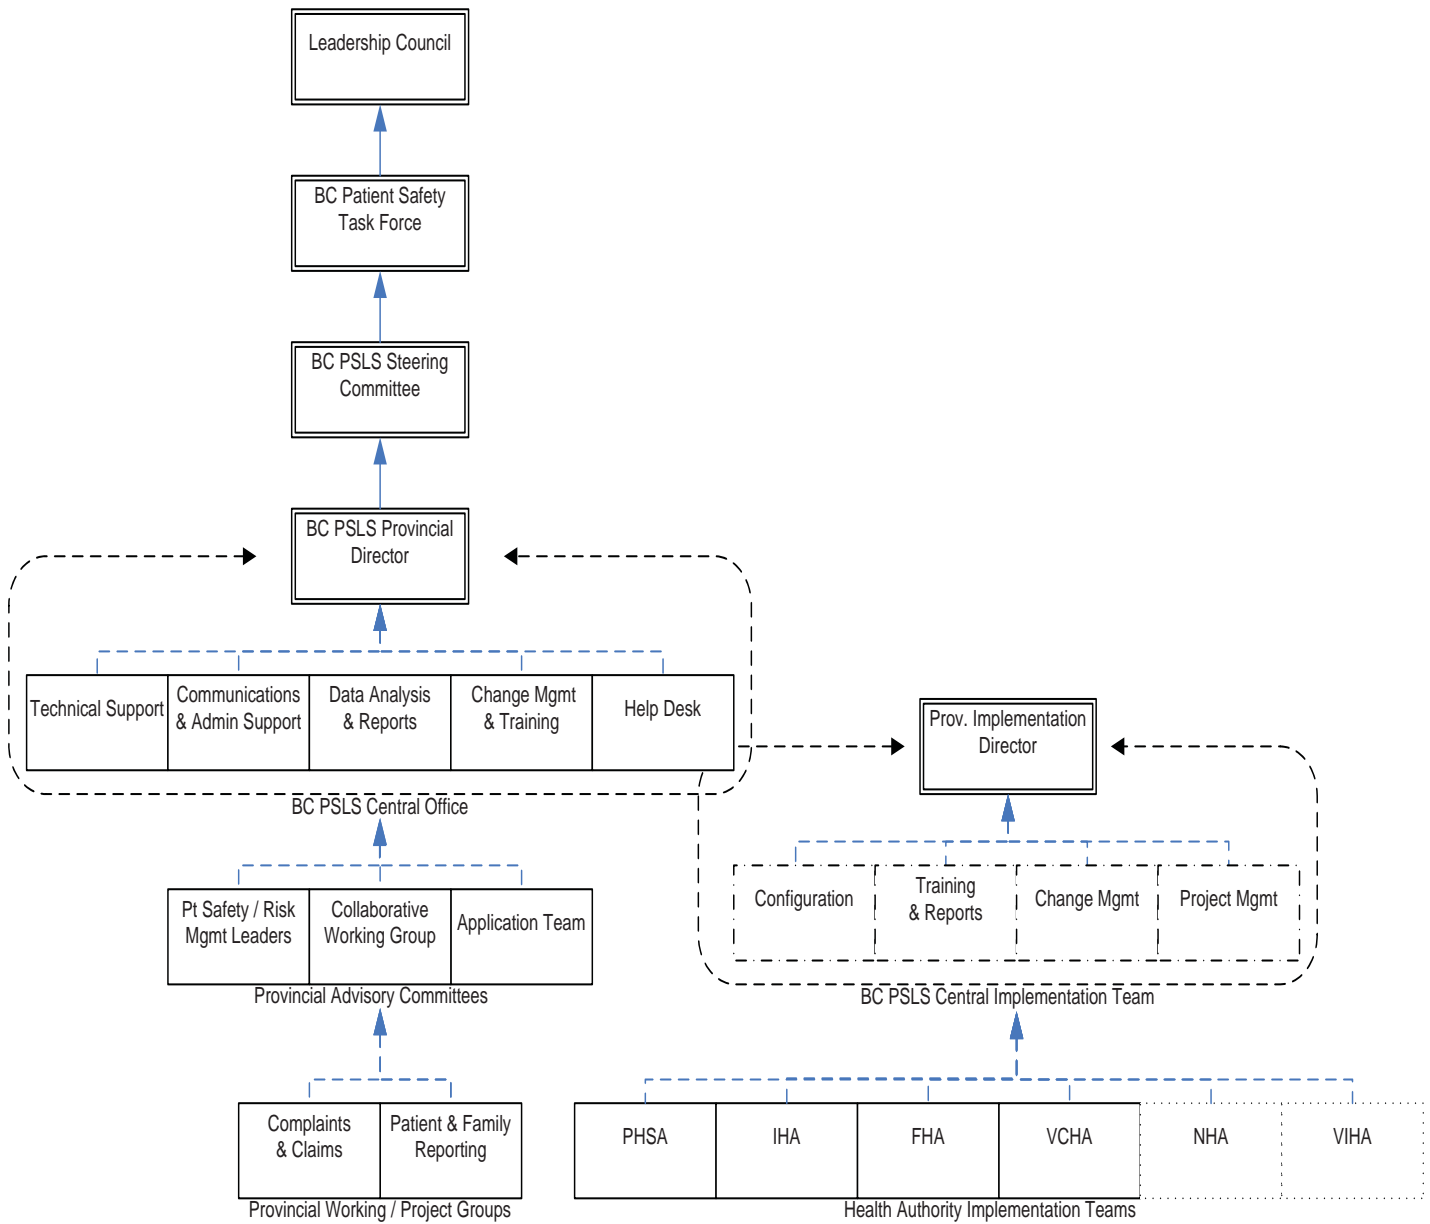 Leadership Council
BC Patient Safety
Task Force
BC PSLS Steering
Committee
BC PSLS Provincial
Director
Technical Support
Communications
& Admin Support
Data Analysis
& Reports
Change Mgmt
& Training
Help Desk
BC PSLS Central Office
Prov. Implementation
Director
Pt Safety / Risk
Mgmt Leaders
Collaborative
Working Group
Application Team
Provincial Advisory Committees
Configuration
Training
& Reports
Change Mgmt
Project Mgmt
BC PSLS Central Implementation Team
Complaints
& Claims
Patient & Family
Reporting
Provincial Working / Project Groups
PHSA
IHA
FHA
VCHA
NHA
VIHA
Health Authority Implementation Teams